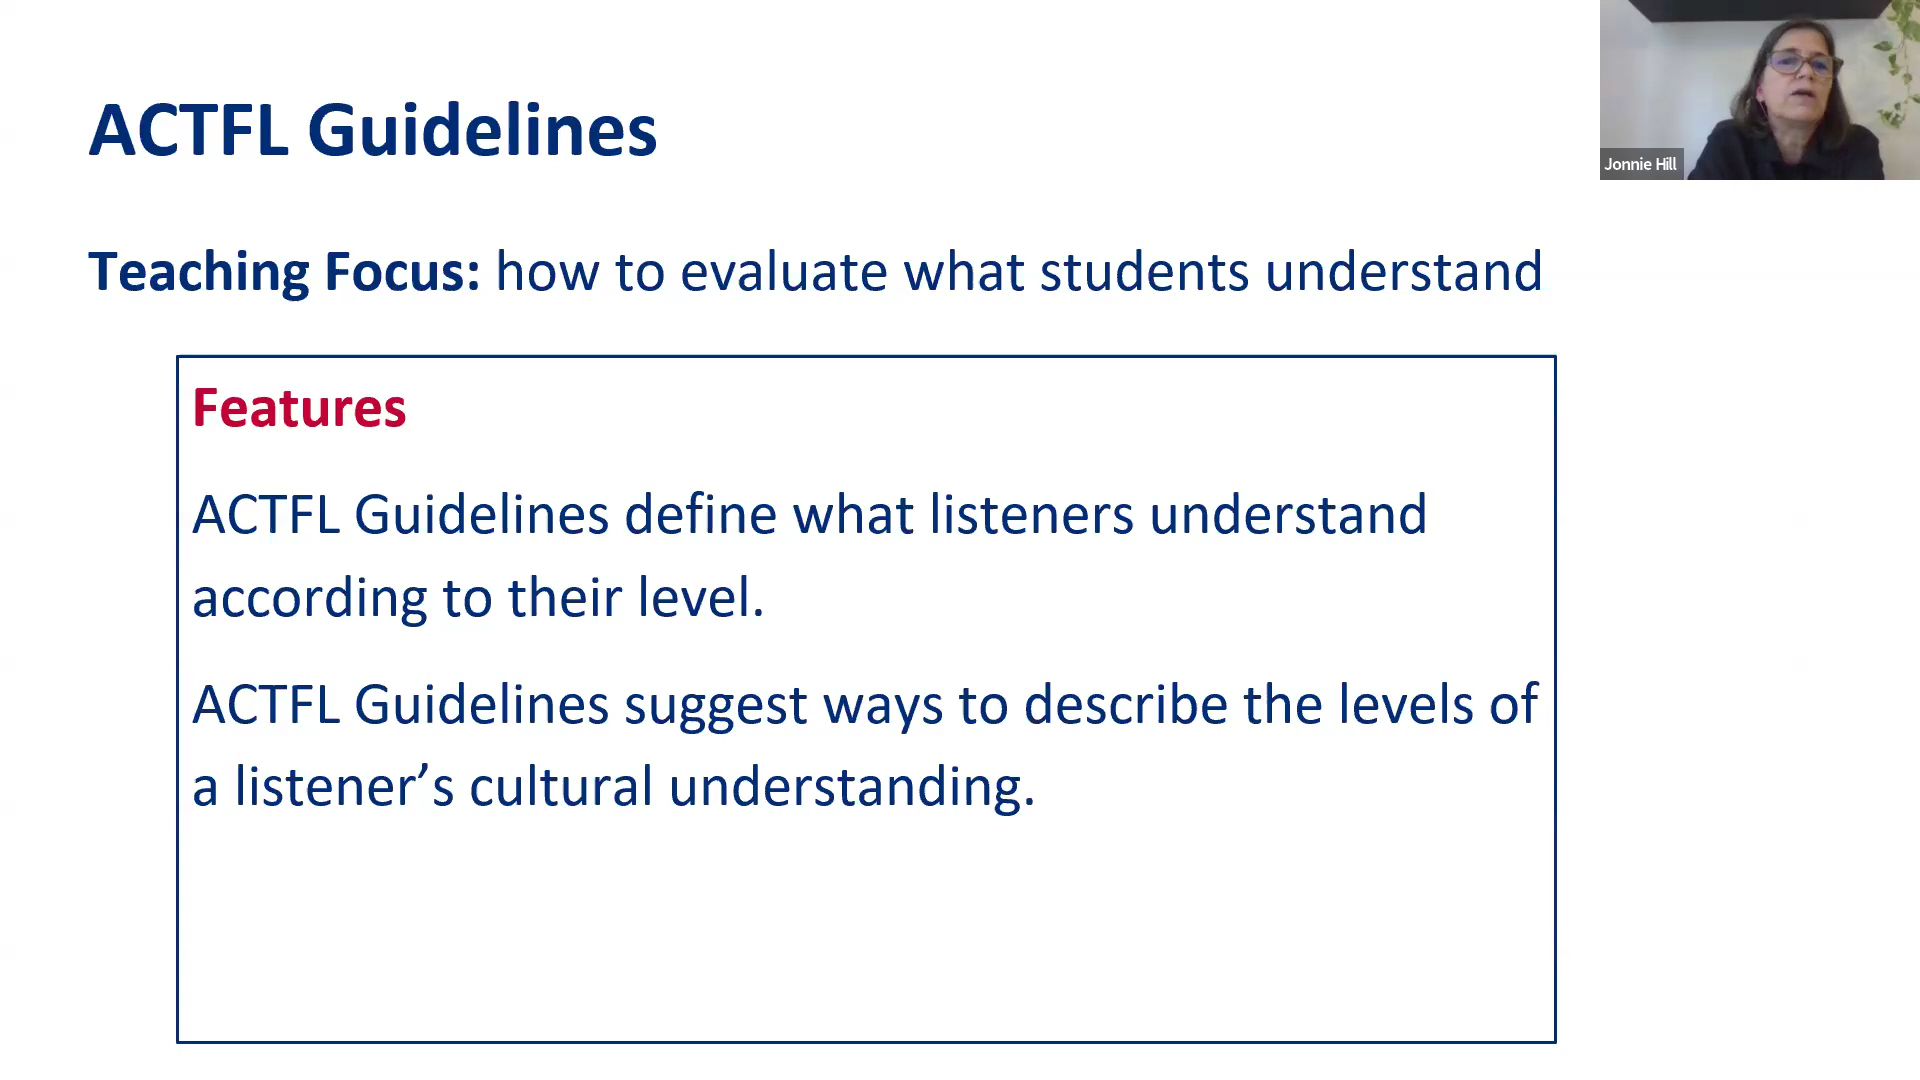 ACTFL Guidelines
Jonnie Hill
Teaching Focus: how to evaluate what students understand
Features
ACTFL Guidelines define what listeners understand
according to their level.
ACTFL Guidelines suggest ways to describe the levels of
a listener’s cultural understanding.